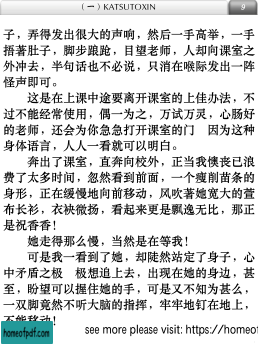 （一）KATSUTOXIN 9
子，弄得发出很大的声响，然后一手高举，一手
捂著肚子，脚步踉跄，目望老师，人却向课室之
外冲去，半句话也不必说，只消在喉际发出一阵
怪声即可。
这是在上课中途要离开课室的上佳办法，不
过不能经常使用，偶一为之，万试万灵，心肠好
的老师，还会为你急急打开课室的门 因为这种
身体语言，人人一看就可以明白。
奔出了课室，直奔向校外，正当我懊丧已浪
费了太多时间，忽然看到前面，一个瘦削苗条的
身形，正在缓慢地向前移动，风吹著她宽大的萱
布长衫，衣袂微扬，看起来更是飘逸无比，那正
是祝香香！
她走得那么慢，当然是在等我！
可是我一看到了她，却陡然站定了身子，心
中矛盾之极 极想追上去，出现在她的身边，甚
至，盼望可以握住她的手，可是又不知为甚么，
一双脚竟然不听大脑的指挥，牢牢地钉在地上，
不能移动！
homeofpdf.com
see more please visit: https://homeof